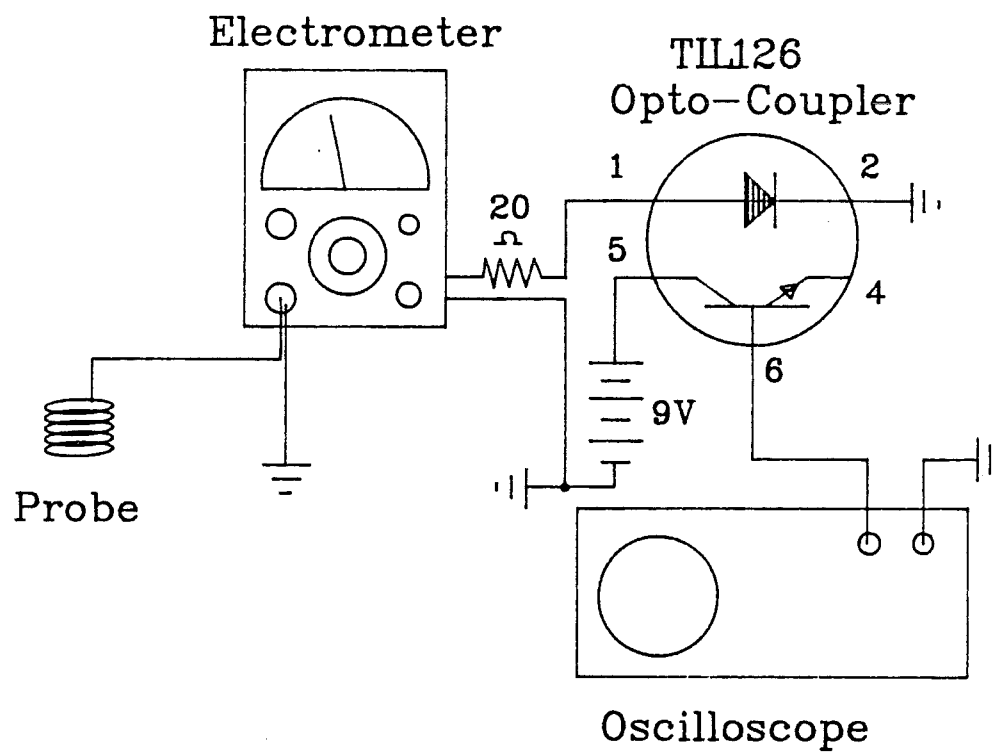 Electrometer
TIL126
Opto-Coupler
1
2
20
Ω
5
4
6
9V
Probe
Oscilloscope